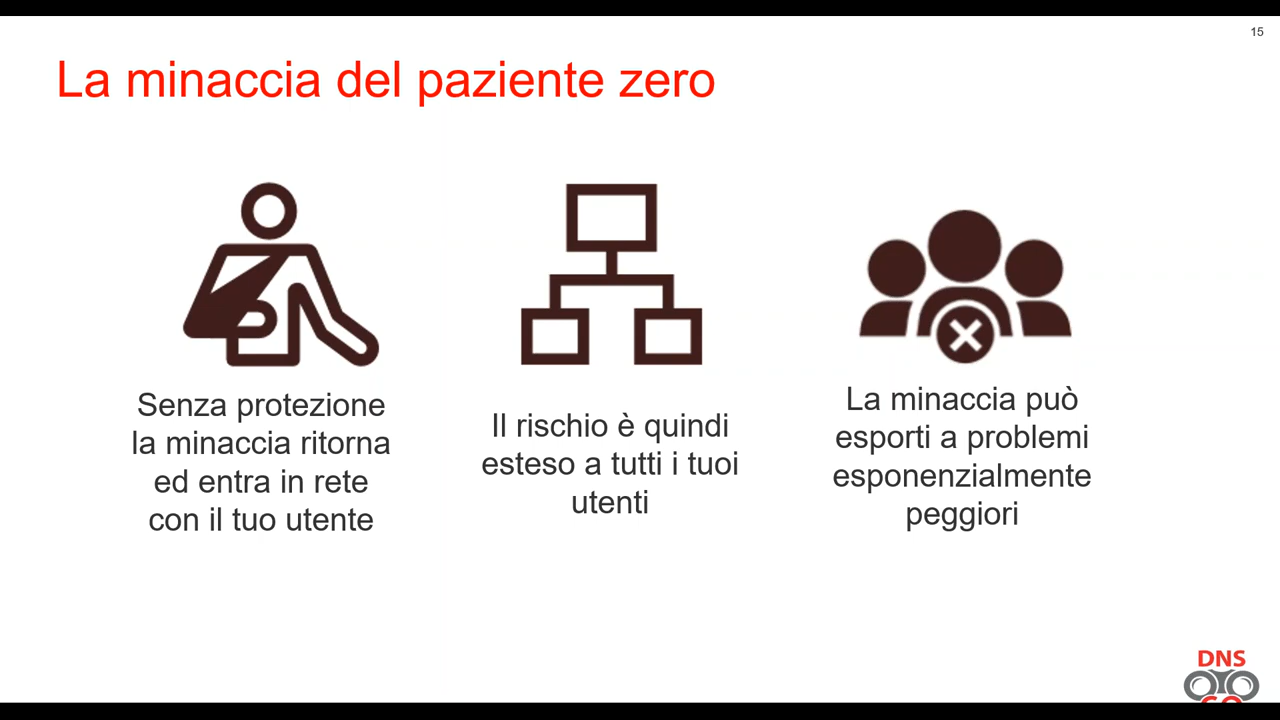 15
La minaccia del paziente zero
Senza protezione
la minaccia ritorna
ed entra in rete
con il tuo utente
Il rischio è quindi
esteso a tutti i tuoi
utenti
La minaccia può
esporti a problemi
esponenzialmente
peggiori
DNS
GO